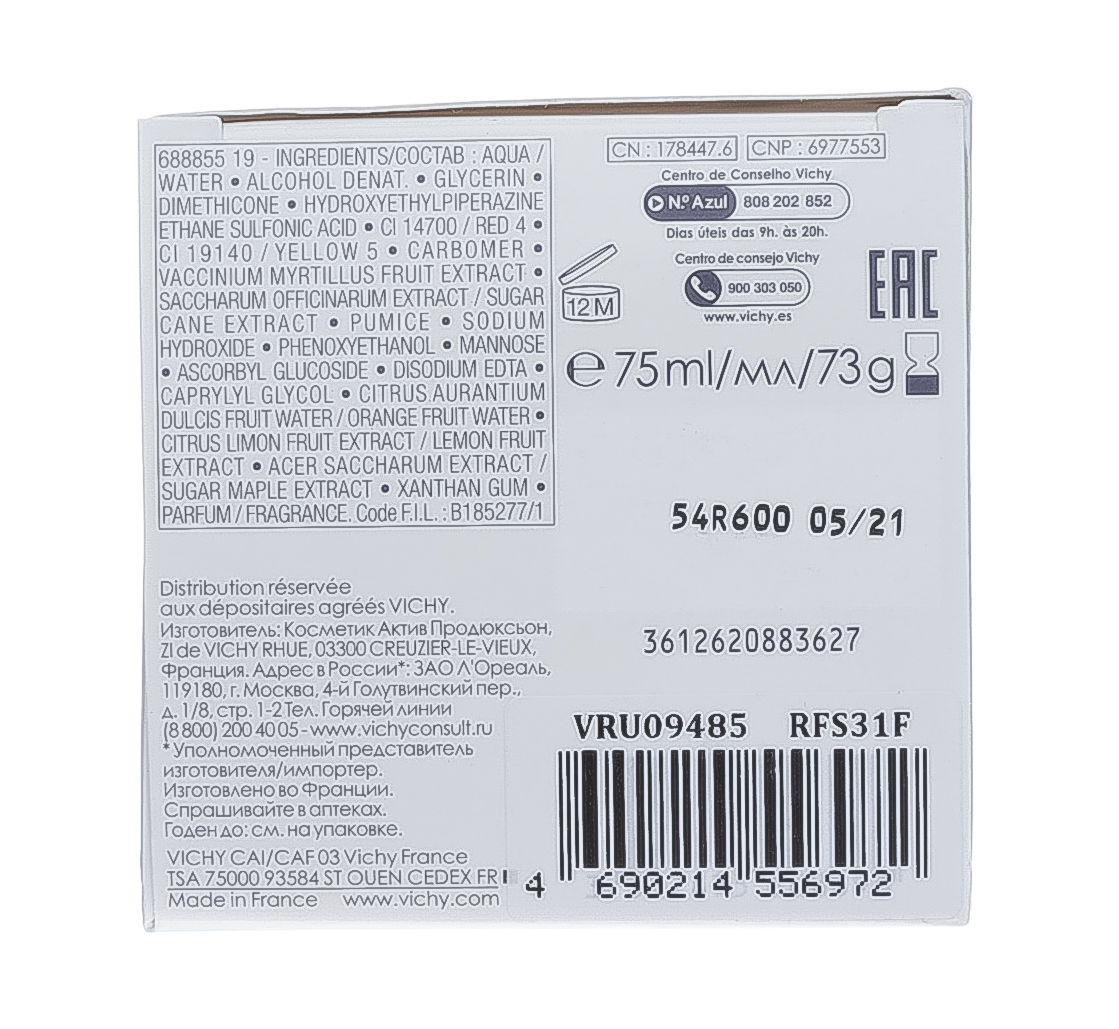 688855 19 - INGREDIENTS/СОСТАВ : AQUA /
WATER • ALCOHOL DENAT. • GLYCERIN •
DIMETHICONE • HYDROXYETHYLPIPERAZINE
ETHANE SULFONIC ACID • CI 14700 / RED 4 •
CI 19140 / YELLOW 5 • CARBOMER •
VACCINIUM MYRTILLUS FRUIT EXTRACT •
SACCHARUM OFFICINARUM EXTRACT / SUGAR
CANE EXTRACT • PUMICE • SODIUM
HYDROXIDE • PHENOXYETHANOL • MANNOSE
• ASCORBYL GLUCOSIDE • DISODIUM EDTA •
CAPRYLYL GLYCOL • CITRUS AURANTIUM
DULCIS FRUIT WATER / ORANGE FRUIT WATER •
CITRUS LIMON FRUIT EXTRACT / LEMON FRUIT
EXTRACT • ACER SACCHARUM EXTRACT /
SUGAR MAPLE EXTRACT • XANTHAN GUM •
PARFUM / FRAGRANCE. Code F.I.L. : B185277/1
Distribution réservée
aux dépositaires agréés VICHY.
Изготовитель: Косметик Актив Продюксьон,
ZI de VICHY RHUE, 03300 CREUZIER-LE-VIEUX,
Франция. Адрес в России*: ЗАО Л'Ореаль,
119180, г. Москва, 4-й Голутвинский пер.,
д. 1/8, стр. 1-2 Тел. Горячей линии
(8 800) 200 40 05 - www.vichyconsult.ru
* Уполномоченный представитель
изготовителя/импортер.
Изготовлено во Франции.
Спрашивайте в аптеках.
Годен до: см. на упаковке.
VICHY CAI/CAF 03 Vichy France
TSA 75000 93584 ST OUEN CEDEX FR
Made in France www.vichy.com
CN : 178447.6 CNP : 6977553
Centro de Conselho Vichy
N.º Azul 808 202 852
Dias úteis das 9h. às 20h.
Centro de consejo Vichy
900 303 050
www.vichy.es
12 M
EAC
℮ 75 ml/мл/73 g
54R600 05/21
3612620883627
VRU09485 RFS31F
4 690214 556972